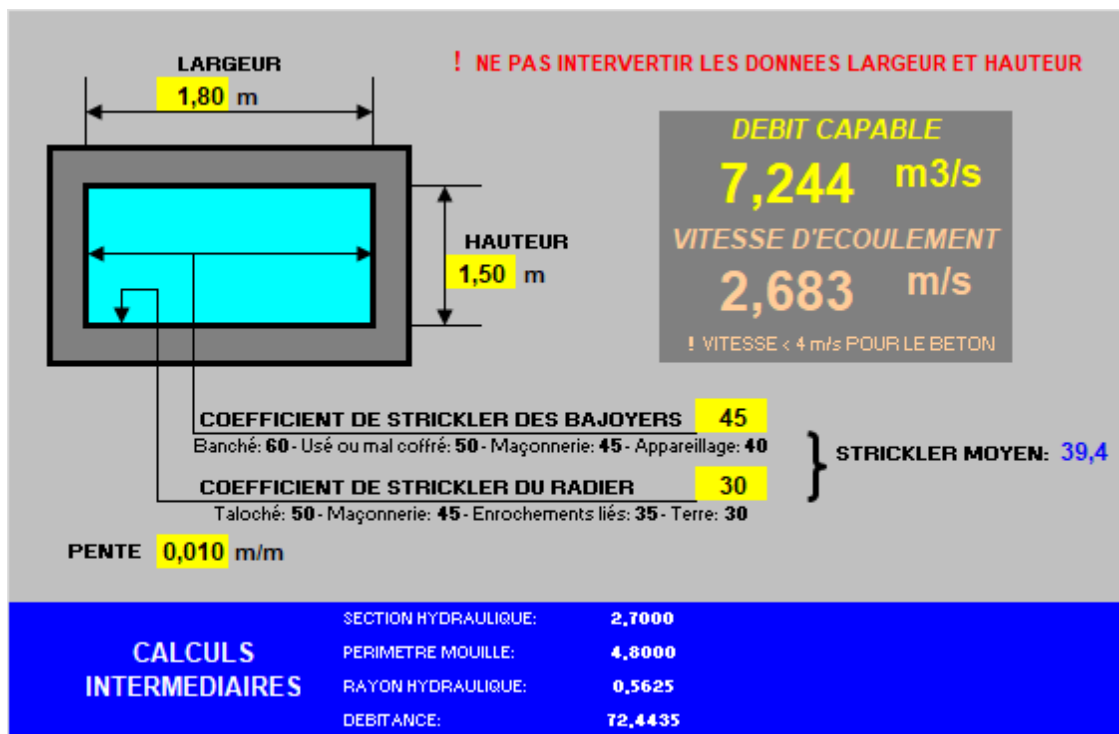 LARGEUR
1,80 m
! NE PAS INTERVERTIR LES DONNEES LARGEUR ET HAUTEUR
DEBIT CAPABLE
7,244 m3/s
VITESSE D'ECOULEMENT
2,683 m/s
! VITESSE < 4 m/s POUR LE BETON
HAUTEUR
1,50 m
COEFFICIENT DE STRICKLER DES BAJOYERS 45
Banché: 60 - Usé ou mal coffré: 50 - Maçonnerie: 45 - Appareillage: 40
STRICKLER MOYEN: 39,4
COEFFICIENT DE STRICKLER DU RADIER 30
Taloché: 50 - Maçonnerie: 45 - Enrochements liés: 35 - Terre: 30
PENTE 0,010 m/m
CALCULS
INTERMEDIAIRES
SECTION HYDRAULIQUE: 2,7000
PERIMETRE MOUILLE: 4,8000
RAYON HYDRAULIQUE: 0,5625
DEBITANCE: 72,4435